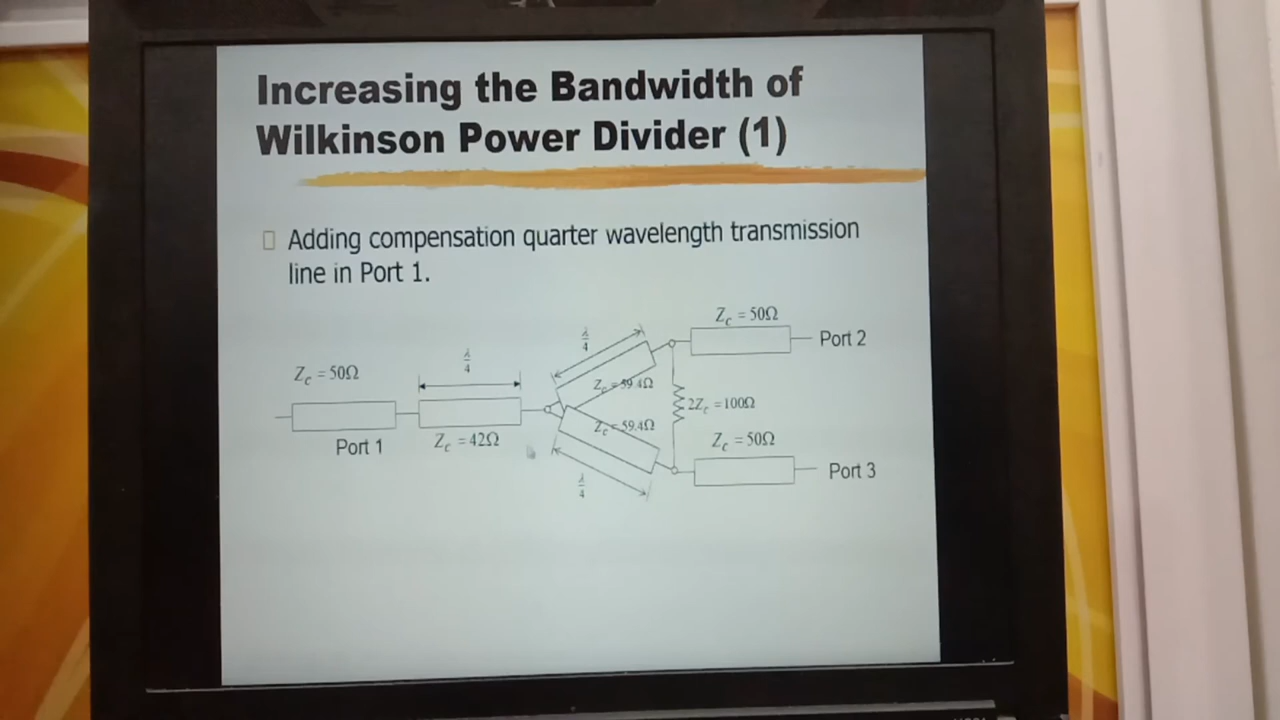 Increasing the Bandwidth of
Wilkinson Power Divider (1)
Adding compensation quarter wavelength transmission
line in Port 1.
Z_c = 50Ω
Port 2
λ/4
λ/4
Z_c = 50Ω
Z_c = 59.4Ω
2Z_c = 100Ω
Z_c = 59.4Ω
Port 1
Z_c = 42Ω
Z_c = 50Ω
Port 3
λ/4